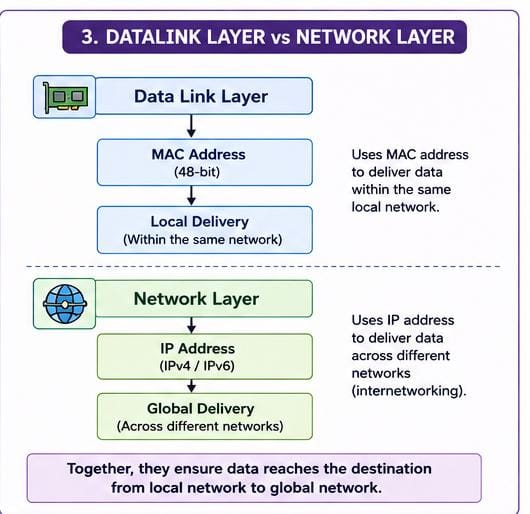 3. DATALINK LAYER vs NETWORK LAYER
Data Link Layer
MAC Address
(48-bit)
Local Delivery
(Within the same network)
Uses MAC address
to deliver data
within the same
local network.
Network Layer
IP Address
(IPv4 / IPv6)
Global Delivery
(Across different networks)
Uses IP address
to deliver data
across different
networks
(internetworking).
Together, they ensure data reaches the destination
from local network to global network.